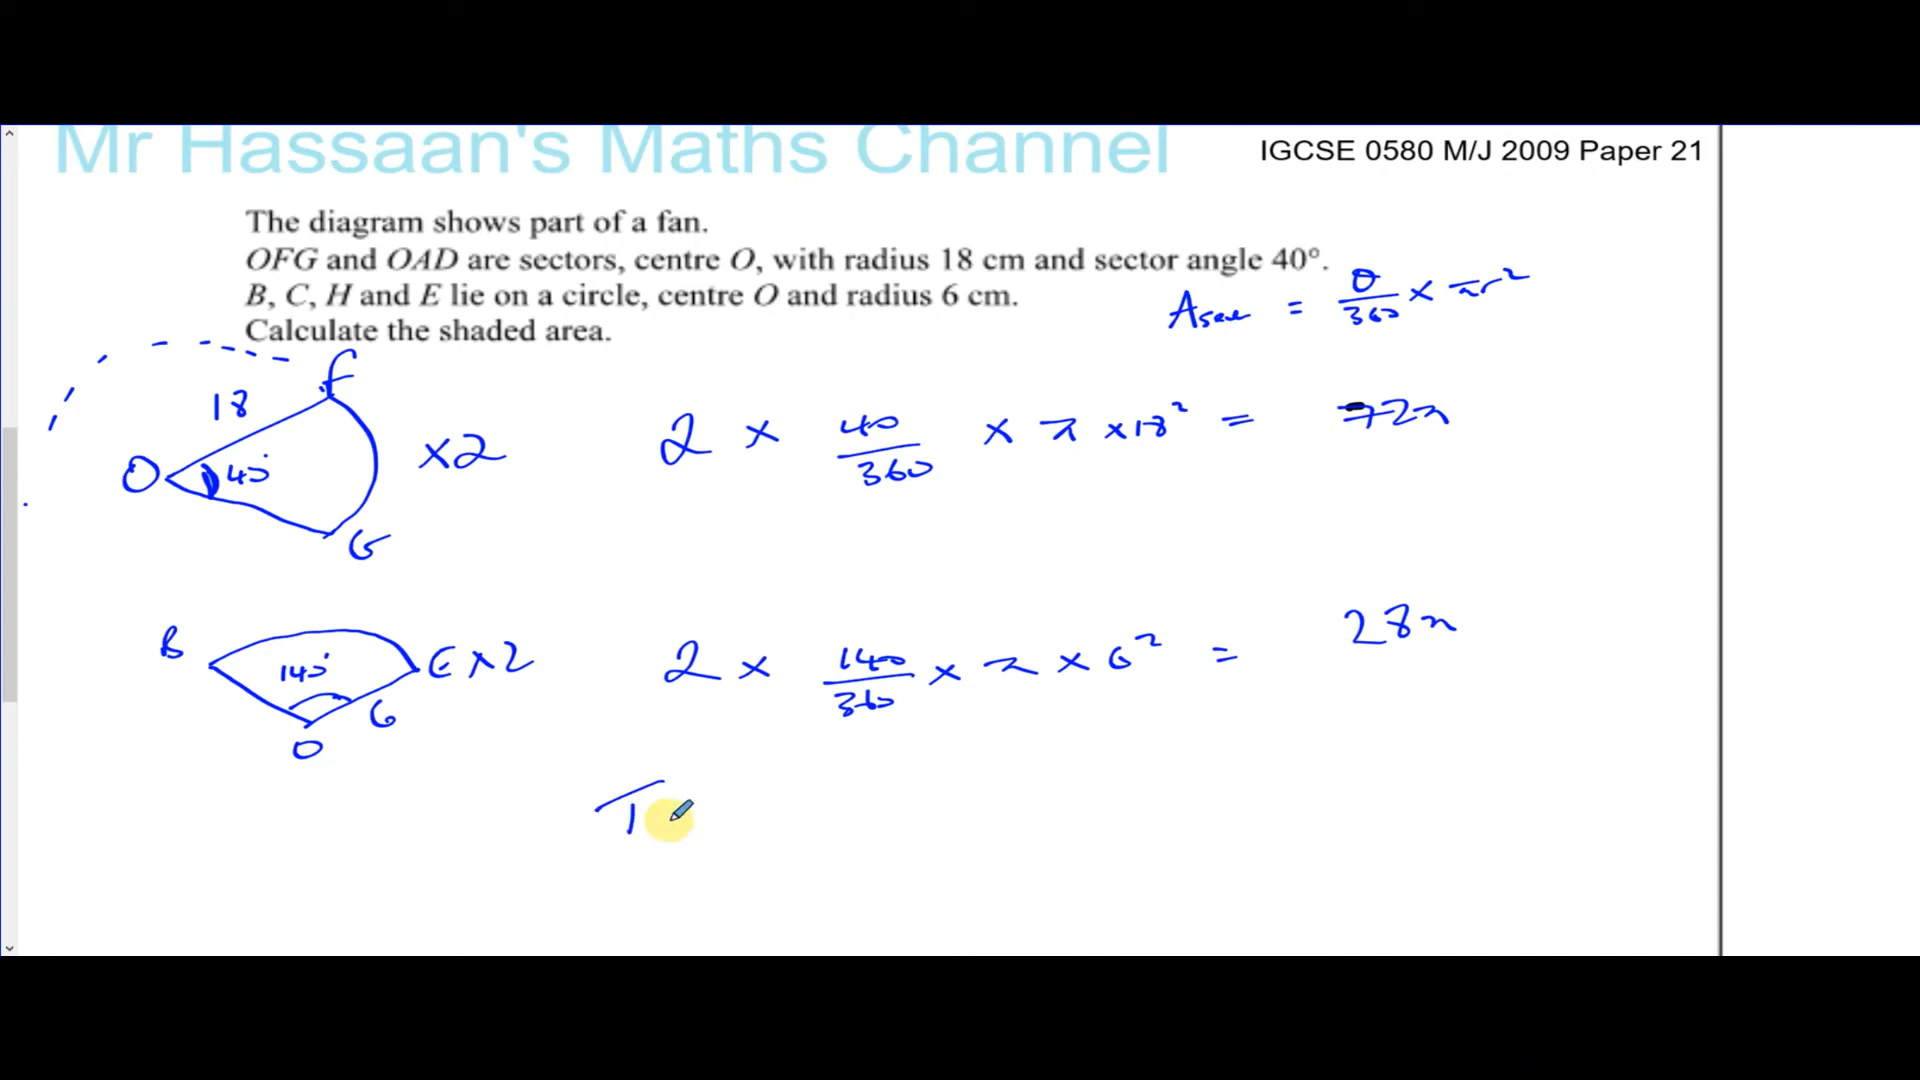 Mr Hassaan's Maths Channel
IGCSE 0580 M/J 2009 Paper 21
The diagram shows part of a fan.
OFG and OAD are sectors, centre O, with radius 18 cm and sector angle 40°.
B, C, H and E lie on a circle, centre O and radius 6 cm.
Calculate the shaded area.
A = θ/360 × πr²
F
18
O 40° ×2
G
2 × 40/360 × π × 18² = 72π
B 140° E ×2
6
O
2 × 140/360 × π × 6² = 28π
T